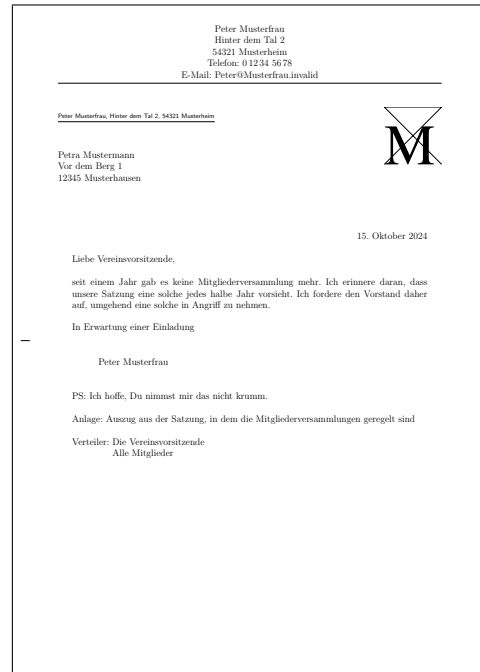 Peter Musterfrau
Hinter dem Tal 2
54321 Musterheim
Telefon: 0 12 34 56 78
E-Mail: Peter@Musterfrau.invalid
Peter Musterfrau, Hinter dem Tal 2, 54321 Musterheim
M
Petra Mustermann
Vor dem Berg 1
12345 Musterhausen
15. Oktober 2024
Liebe Vereinsvorsitzende,
seit einem Jahr gab es keine Mitgliederversammlung mehr. Ich erinnere daran, dass
unsere Satzung eine solche jedes halbe Jahr vorsieht. Ich fordere den Vorstand daher
auf, umgehend eine solche in Angriff zu nehmen.
In Erwartung einer Einladung
Peter Musterfrau
PS: Ich hoffe, Du nimmst mir das nicht krumm.
Anlage: Auszug aus der Satzung, in dem die Mitgliederversammlungen geregelt sind
Verteiler: Die Vereinsvorsitzende
Alle Mitglieder